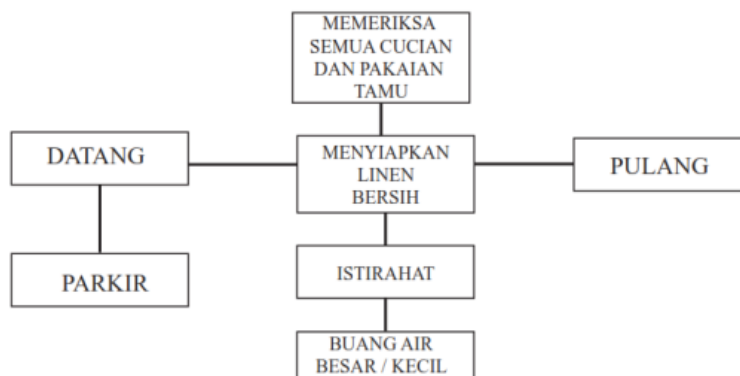 MEMERIKSA
SEMUA CUCIAN
DAN PAKAIAN
TAMU
DATANG
MENYIAPKAN
LINEN
BERSIH
PULANG
PARKIR
ISTIRAHAT
BUANG AIR
BESAR / KECIL